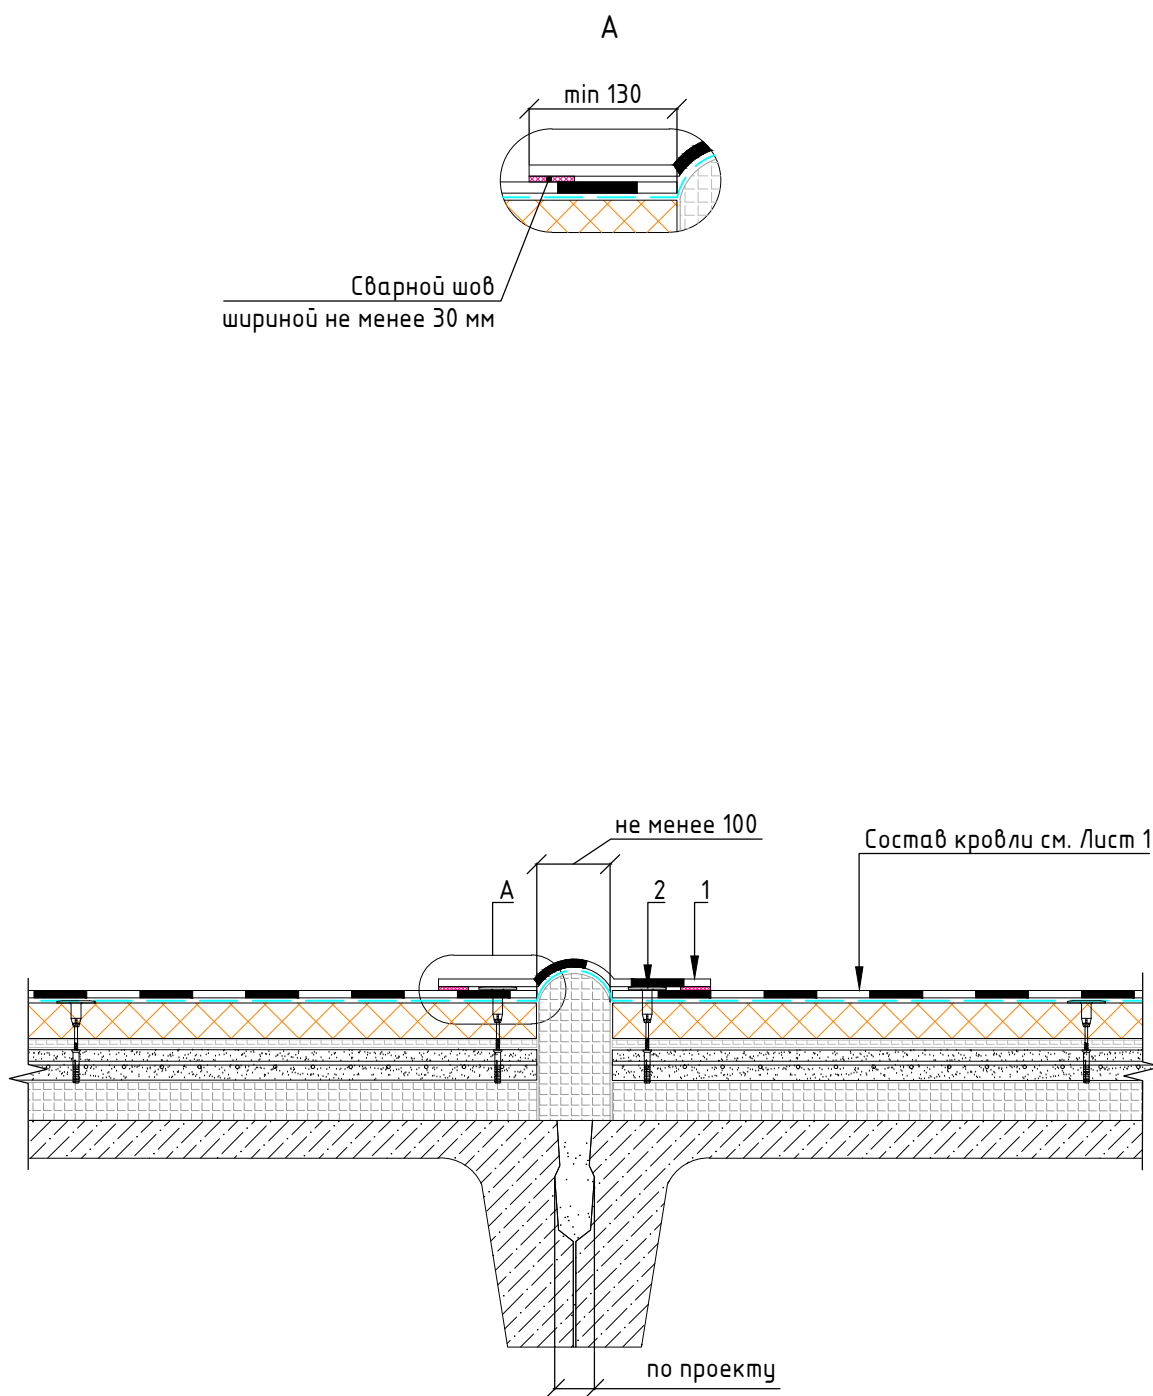 А
min 130
Сварной шов
шириной не менее 30 мм
не менее 100
Состав кровли см. Лист 1
А
2
1
по проекту